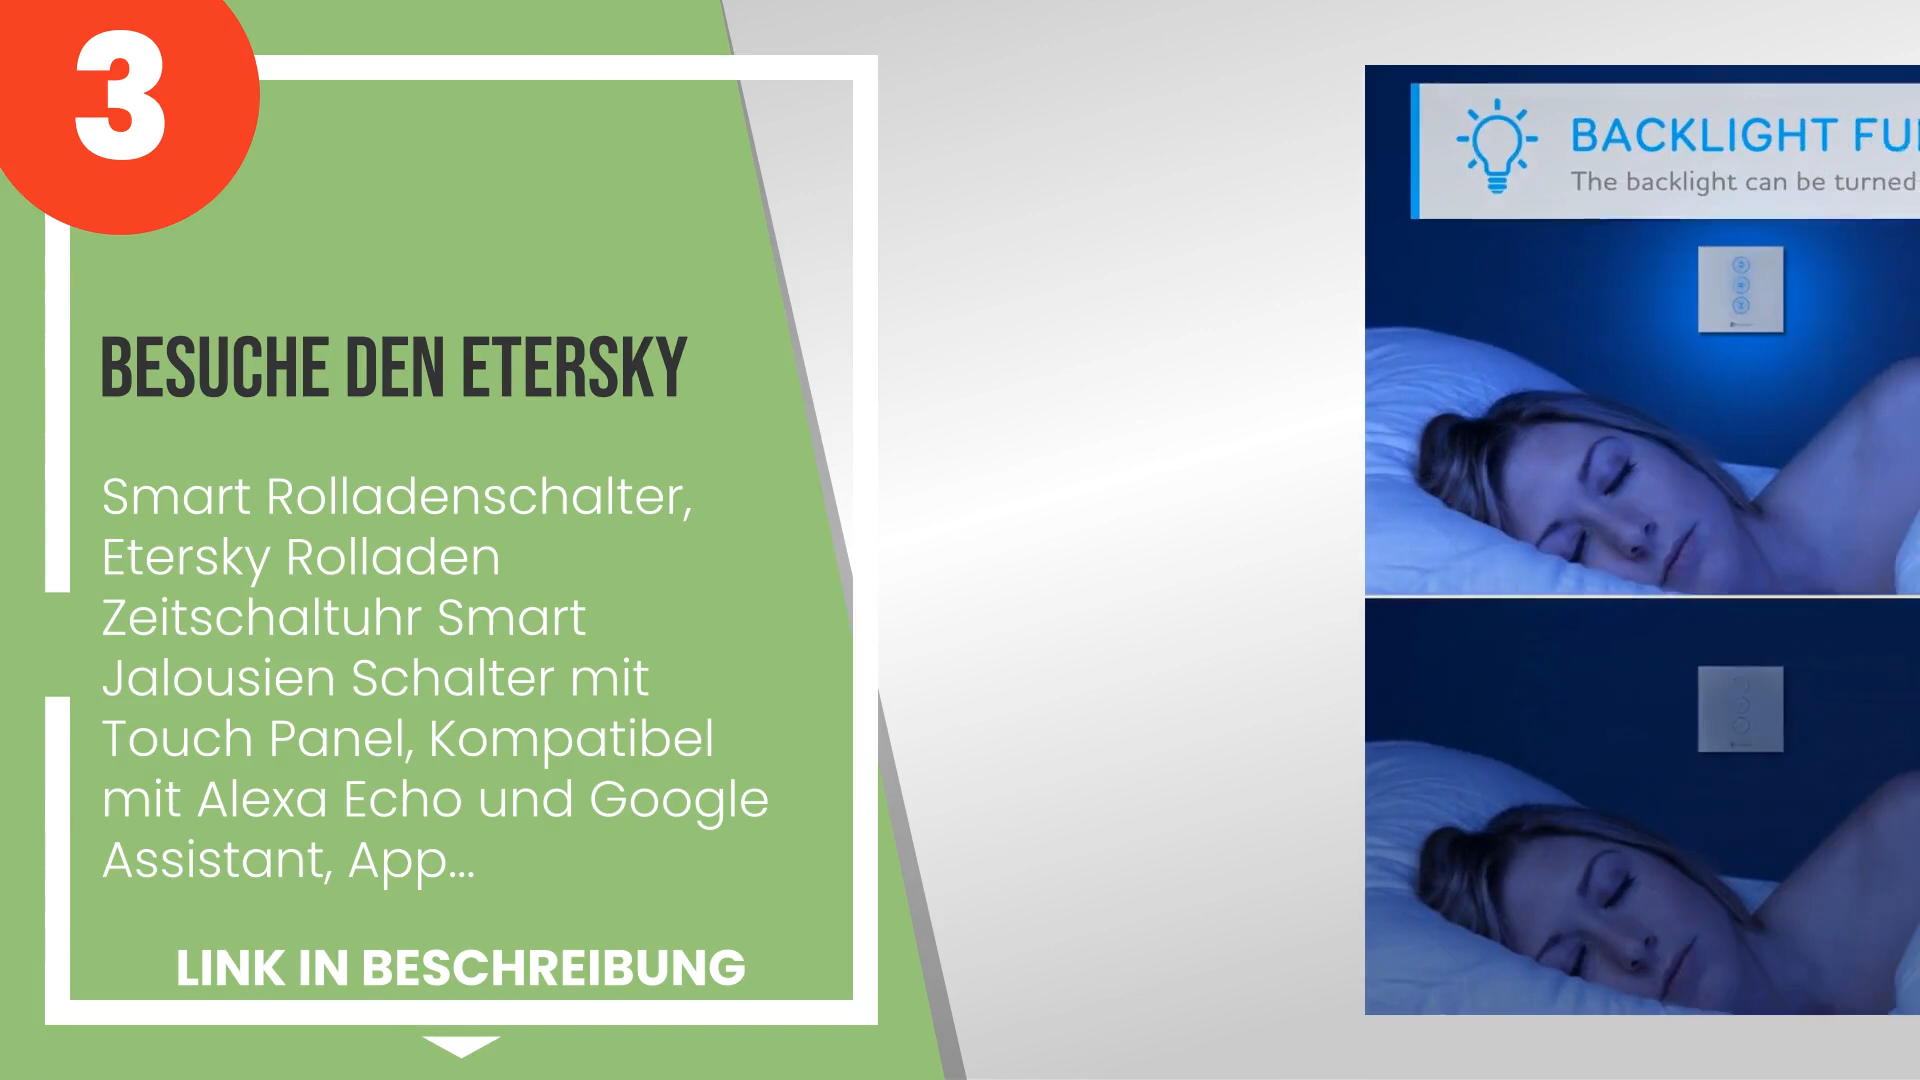 3
BESUCHE DEN ETERSKY
Smart Rolladenschalter,
Etersky Rolladen
Zeitschaltuhr Smart
Jalousien Schalter mit
Touch Panel, Kompatibel
mit Alexa Echo und Google
Assistant, App...
LINK IN BESCHREIBUNG
BACKLIGHT FU
The backlight can be turned